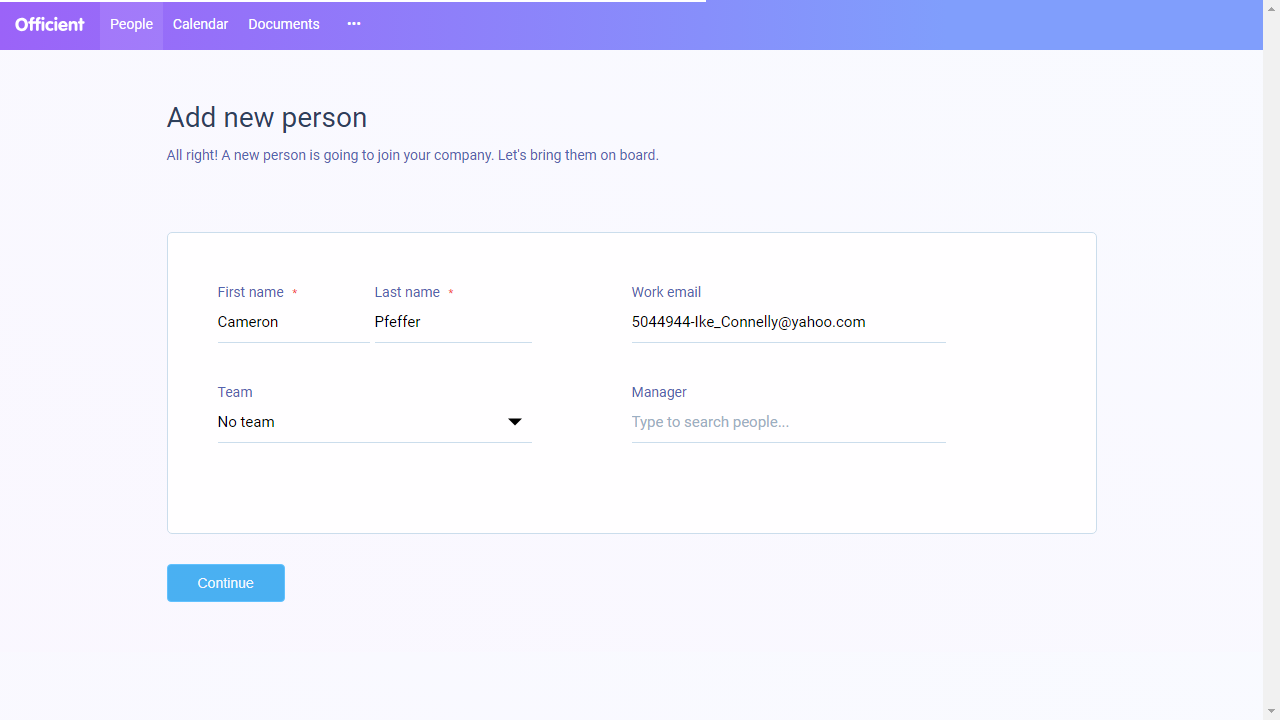 Officient People Calendar Documents ...
Add new person
All right! A new person is going to join your company. Let's bring them on board.
First name * Last name * Work email
Cameron Pfeffer 5044944-Ike_Connelly@yahoo.com
Team Manager
No team Type to search people...
Continue